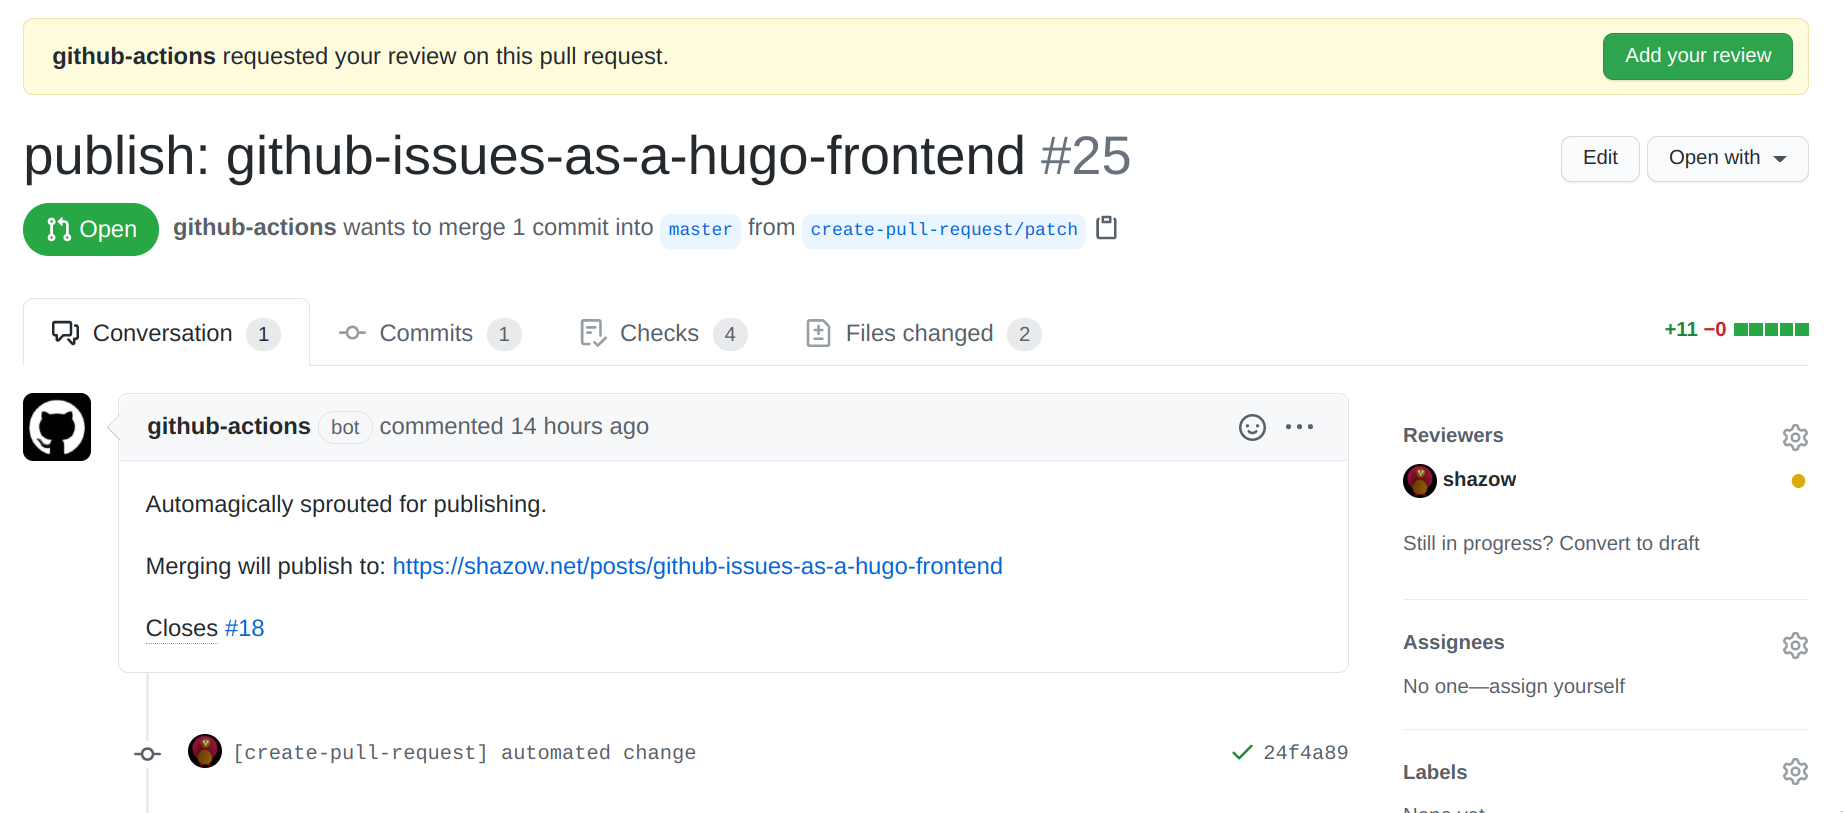 github-actions requested your review on this pull request.
Add your review
publish: github-issues-as-a-hugo-frontend #25
Edit
Open with
Open
github-actions wants to merge 1 commit into master from create-pull-request/patch
Conversation 1
Commits 1
Checks 4
Files changed 2
+11 −0
github-actions bot commented 14 hours ago
Automagically sprouted for publishing.
Merging will publish to: https://shazow.net/posts/github-issues-as-a-hugo-frontend
Closes #18
[create-pull-request] automated change
24f4a89
Reviewers
shazow
Still in progress? Convert to draft
Assignees
No one—assign yourself
Labels